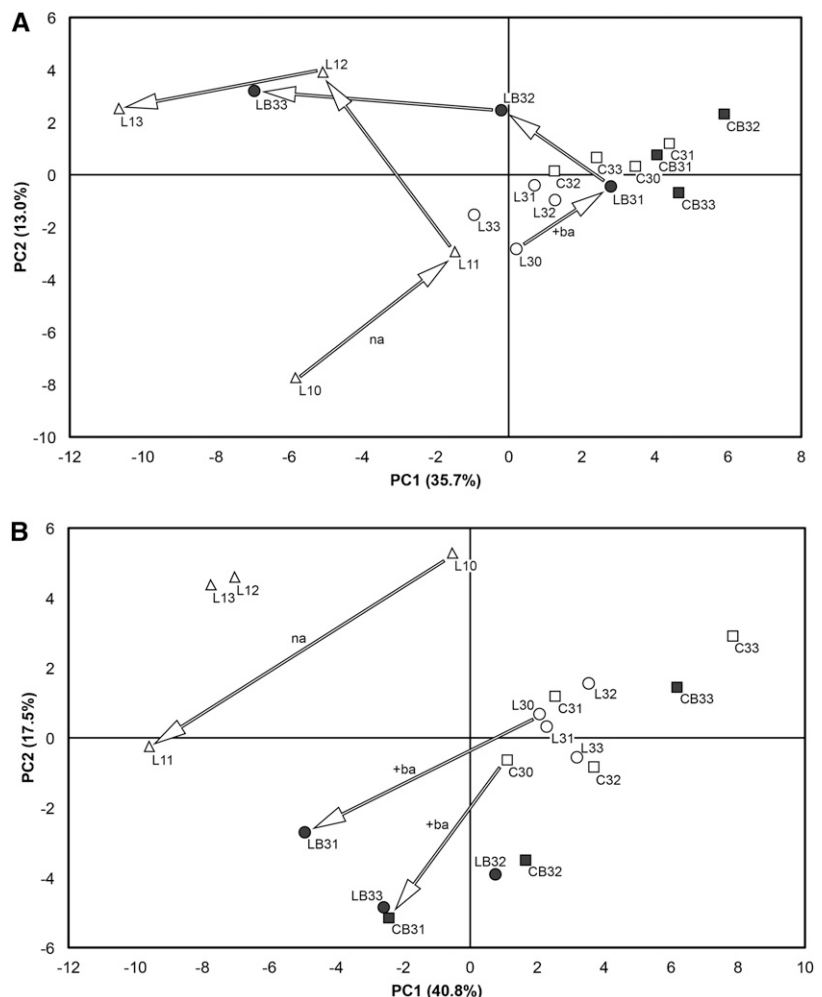 A
6
4
2
0
-2
-4
-6
-8
-10
PC2 (13.0%)
L12
L13
LB33
LB32
CB32
C31
CB31
C33
C30
C32
L31
LB31
CB33
L32
L33
+ba
L30
L11
na
L10
-12 -10 -8 -6 -4 -2 0 2 4 6 8
PC1 (35.7%)
B
6
4
2
0
-2
-4
-6
PC2 (17.5%)
L10
L13
L12
na
C33
L32
CB33
L30
C31
L31
L33
L11
C30
C32
+ba
+ba
LB31
LB32
CB32
LB33
CB31
-12 -10 -8 -6 -4 -2 0 2 4 6 8 10
PC1 (40.8%)